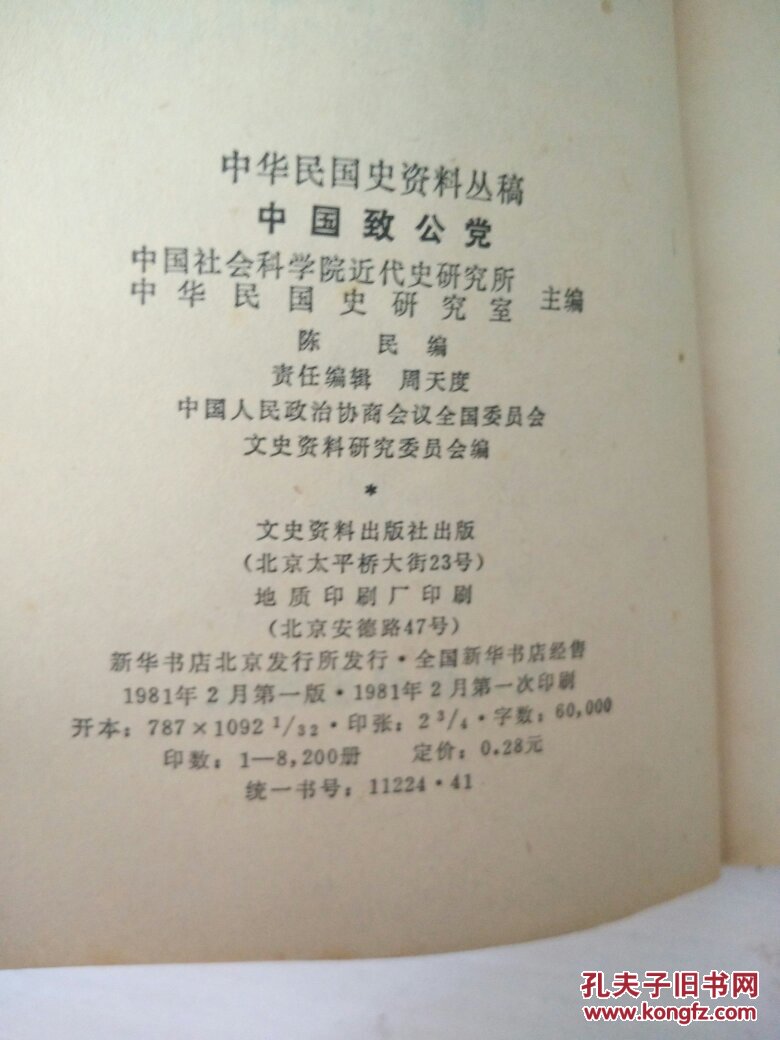 中华民国史资料丛稿
中国致公党
中国社会科学院近代史研究所
中华民国史研究室 主编
陈 民 编
责任编辑 周天度
中国人民政治协商会议全国委员会
文史资料研究委员会编
*
文史资料出版社出版
(北京太平桥大街23号)
地质印刷厂印刷
(北京安德路47号)
新华书店北京发行所发行·全国新华书店经售
1981年2月第一版·1981年2月第一次印刷
开本：787×1092 1/32·印张：2 3/4·字数：60,000
印数：1—8,200册 定价：0.28元
统一书号：11224·41
孔夫子旧书网
www.kongfz.com